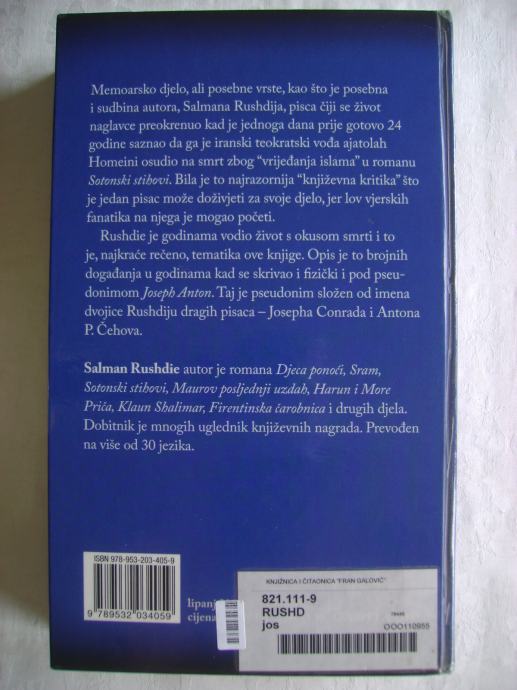 Memoarsko djelo, ali posebne vrste, kao što je posebna
i sudbina autora, Salmana Rushdija, pisca čiji se život
naglavce preokrenuo kad je jednoga dana prije gotovo 24
godine saznao da ga je iranski teokratski vođa ajatolah
Homeini osudio na smrt zbog “vrijeđanja islama” u romanu
Sotonski stihovi. Bila je to najrazornija “književna kritika” što
je jedan pisac može doživjeti za svoje djelo, jer lov vjerskih
fanatika na njega je mogao početi.
Rushdie je godinama vodio život s okusom smrti i to
je, najkraće rečeno, tematika ove knjige. Opis je to brojnih
događanja u godinama kad se skrivao i fizički i pod pseu-
donimom Joseph Anton. Taj je pseudonim složen od imena
dvojice Rushdiju dragih pisaca – Josepha Conrada i Antona
P. Čehova.
Salman Rushdie autor je romana Djeca ponoći, Sram,
Sotonski stihovi, Maurov posljednji uzdah, Harun i More
Priča, Klaun Shalimar, Firentinska čarobnica i drugih djela.
Dobitnik je mnogih uglednik književnih nagrada. Prevođen
na više od 30 jezika.
ISBN 978-953-203-405-9
9 789532 034059
lipanj
cijena
KNJIŽNICA I ČITAONICA "FRAN GALOVIĆ"
821.111-9
RUSHD
jos
OOO110955